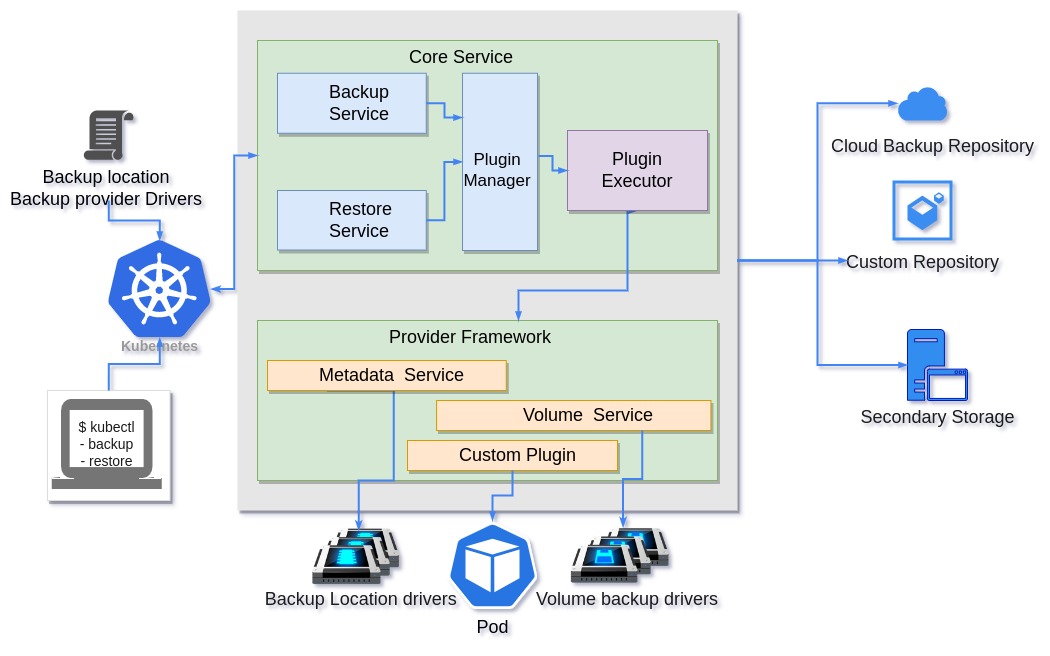 Core Service
Backup
Service
Restore
Service
Plugin
Manager
Plugin
Executor
Backup location
Backup provider Drivers
Kubernetes
$ kubectl
- backup
- restore
Provider Framework
Metadata Service
Volume Service
Custom Plugin
Backup Location drivers
Pod
Volume backup drivers
Cloud Backup Repository
Custom Repository
Secondary Storage